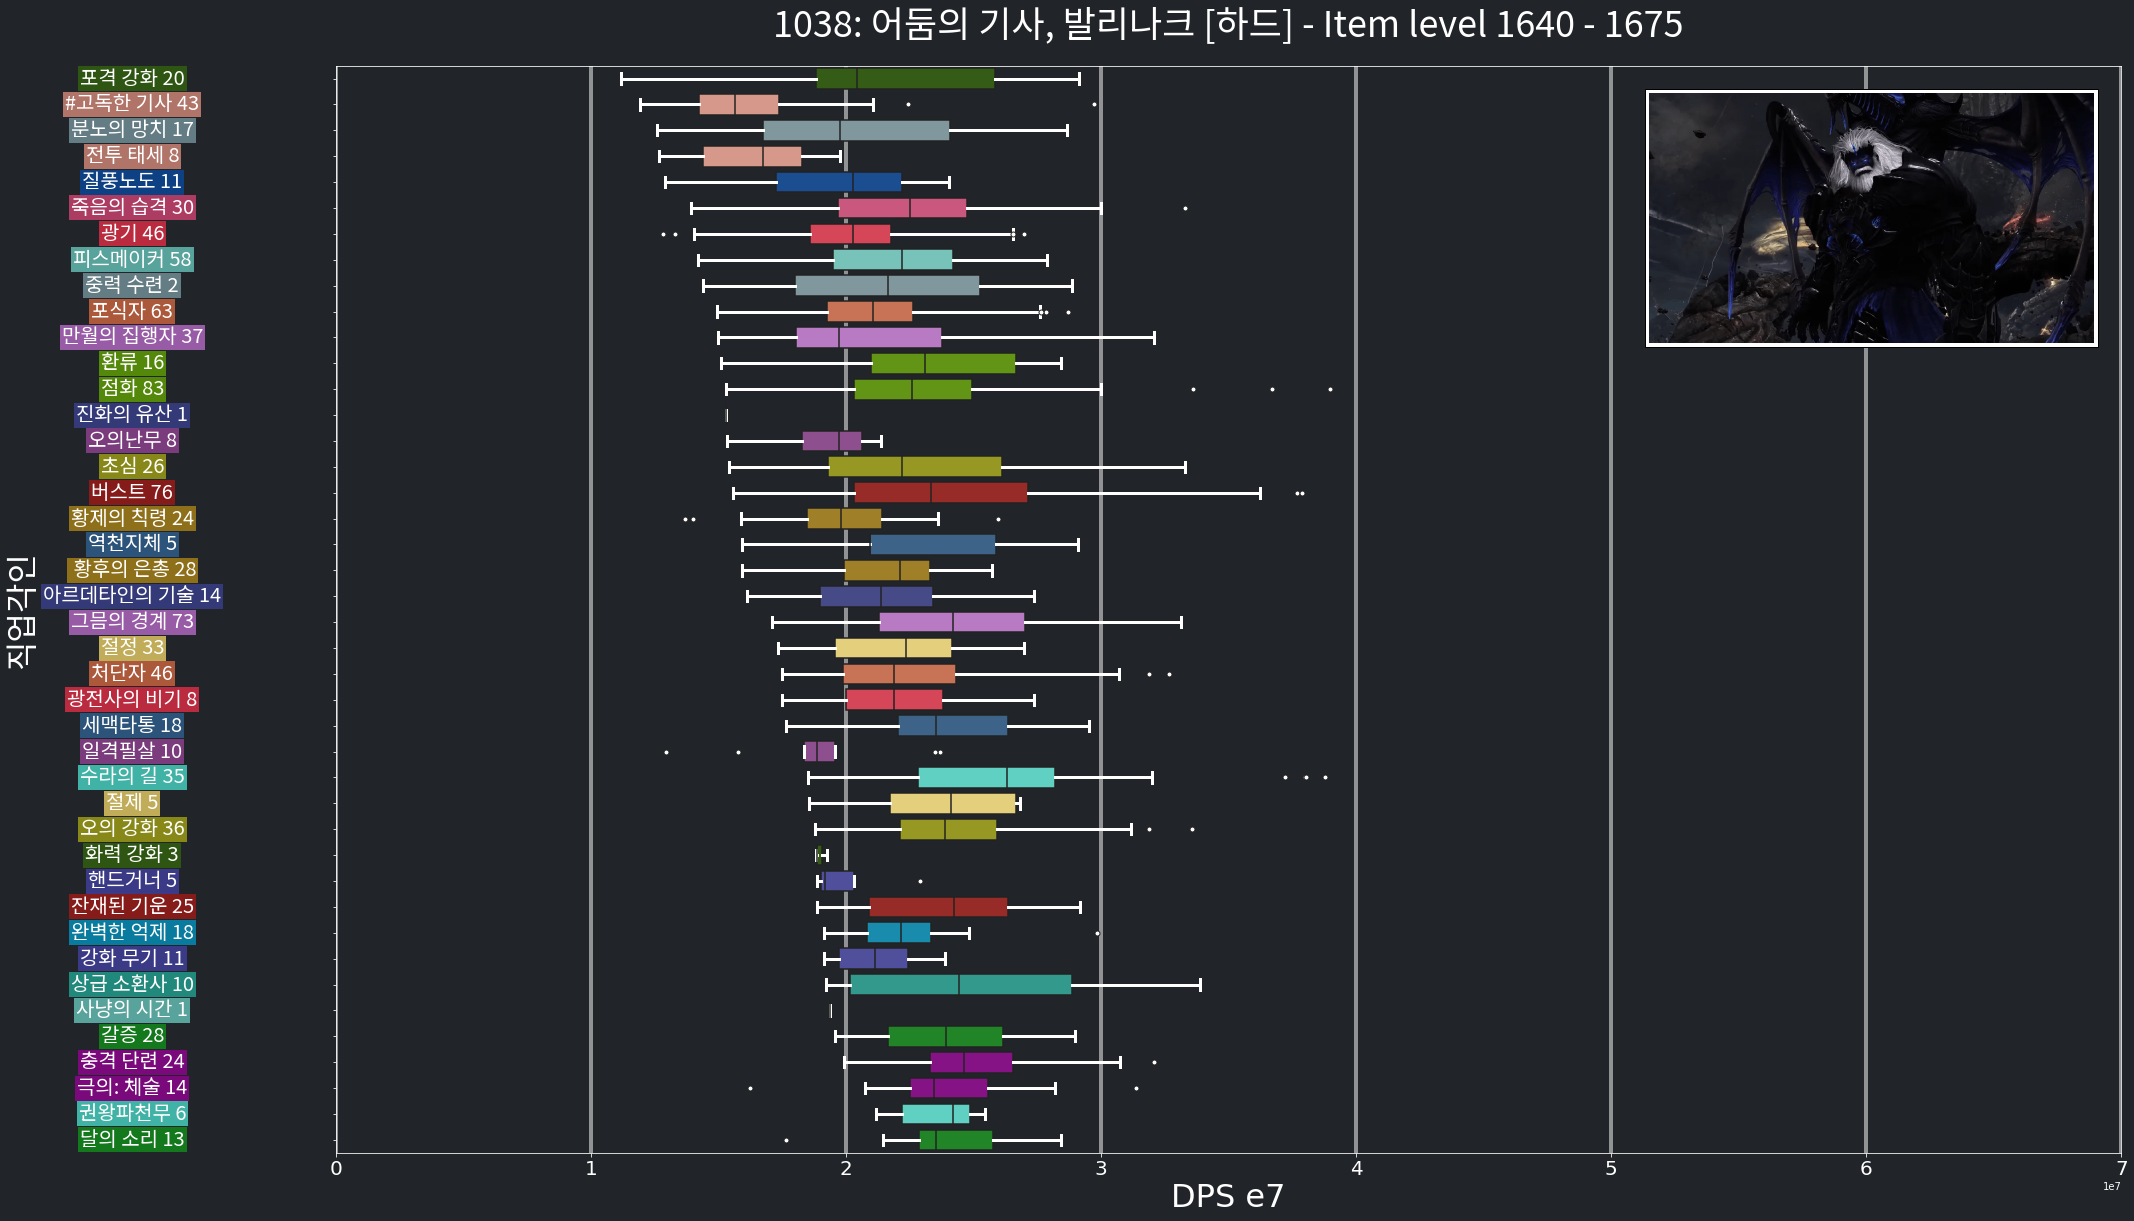 1038: 어둠의 기사, 발리나크 [하드] - Item level 1640 - 1675
직업각인
포격 강화 20
#고독한 기사 43
분노의 망치 17
전투 태세 8
질풍노도 11
죽음의 습격 30
광기 46
피스메이커 58
중력 수련 2
포식자 63
만월의 집행자 37
환류 16
점화 83
진화의 유산 1
오의난무 8
초심 26
버스트 76
황제의 칙령 24
역천지체 5
황후의 은총 28
아르데타인의 기술 14
그믐의 경계 73
절정 33
처단자 46
광전사의 비기 8
세맥타통 18
일격필살 10
수라의 길 35
절제 5
오의 강화 36
화력 강화 3
핸드거너 5
잔재된 기운 25
완벽한 억제 18
강화 무기 11
상급 소환사 10
사냥의 시간 1
갈증 28
충격 단련 24
극의: 체술 14
권왕파천무 6
달의 소리 13
0 1 2 3 4 5 6 7
1e7
DPS e7